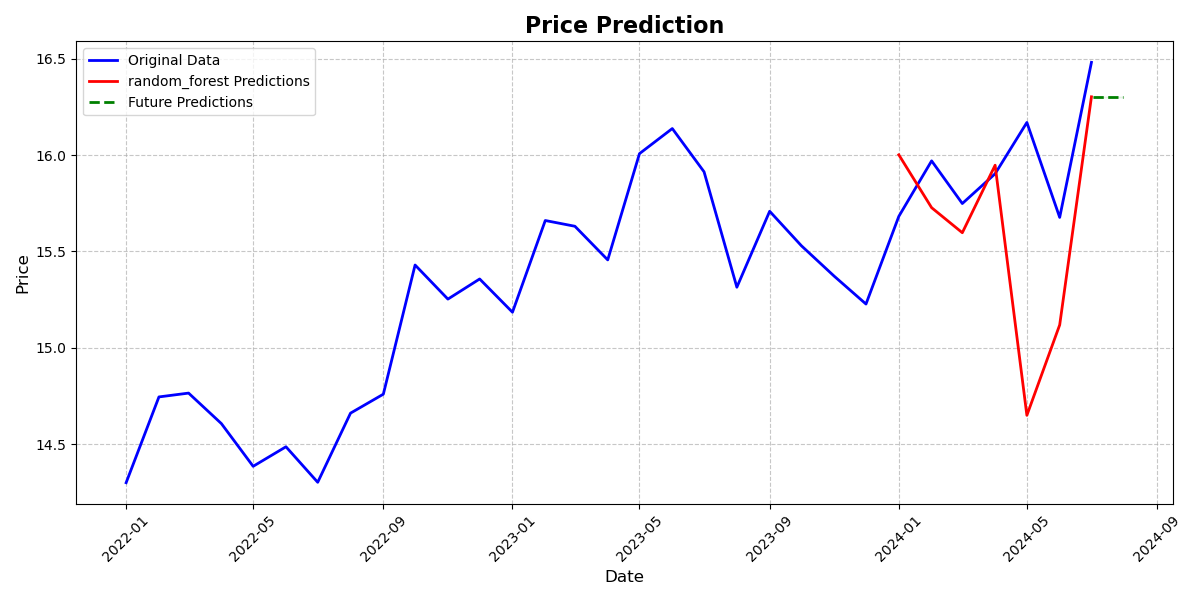 Price Prediction
Original Data
random_forest Predictions
Future Predictions
Price
16.5
16.0
15.5
15.0
14.5
2022-01
2022-05
2022-09
2023-01
2023-05
2023-09
2024-01
2024-05
2024-09
Date